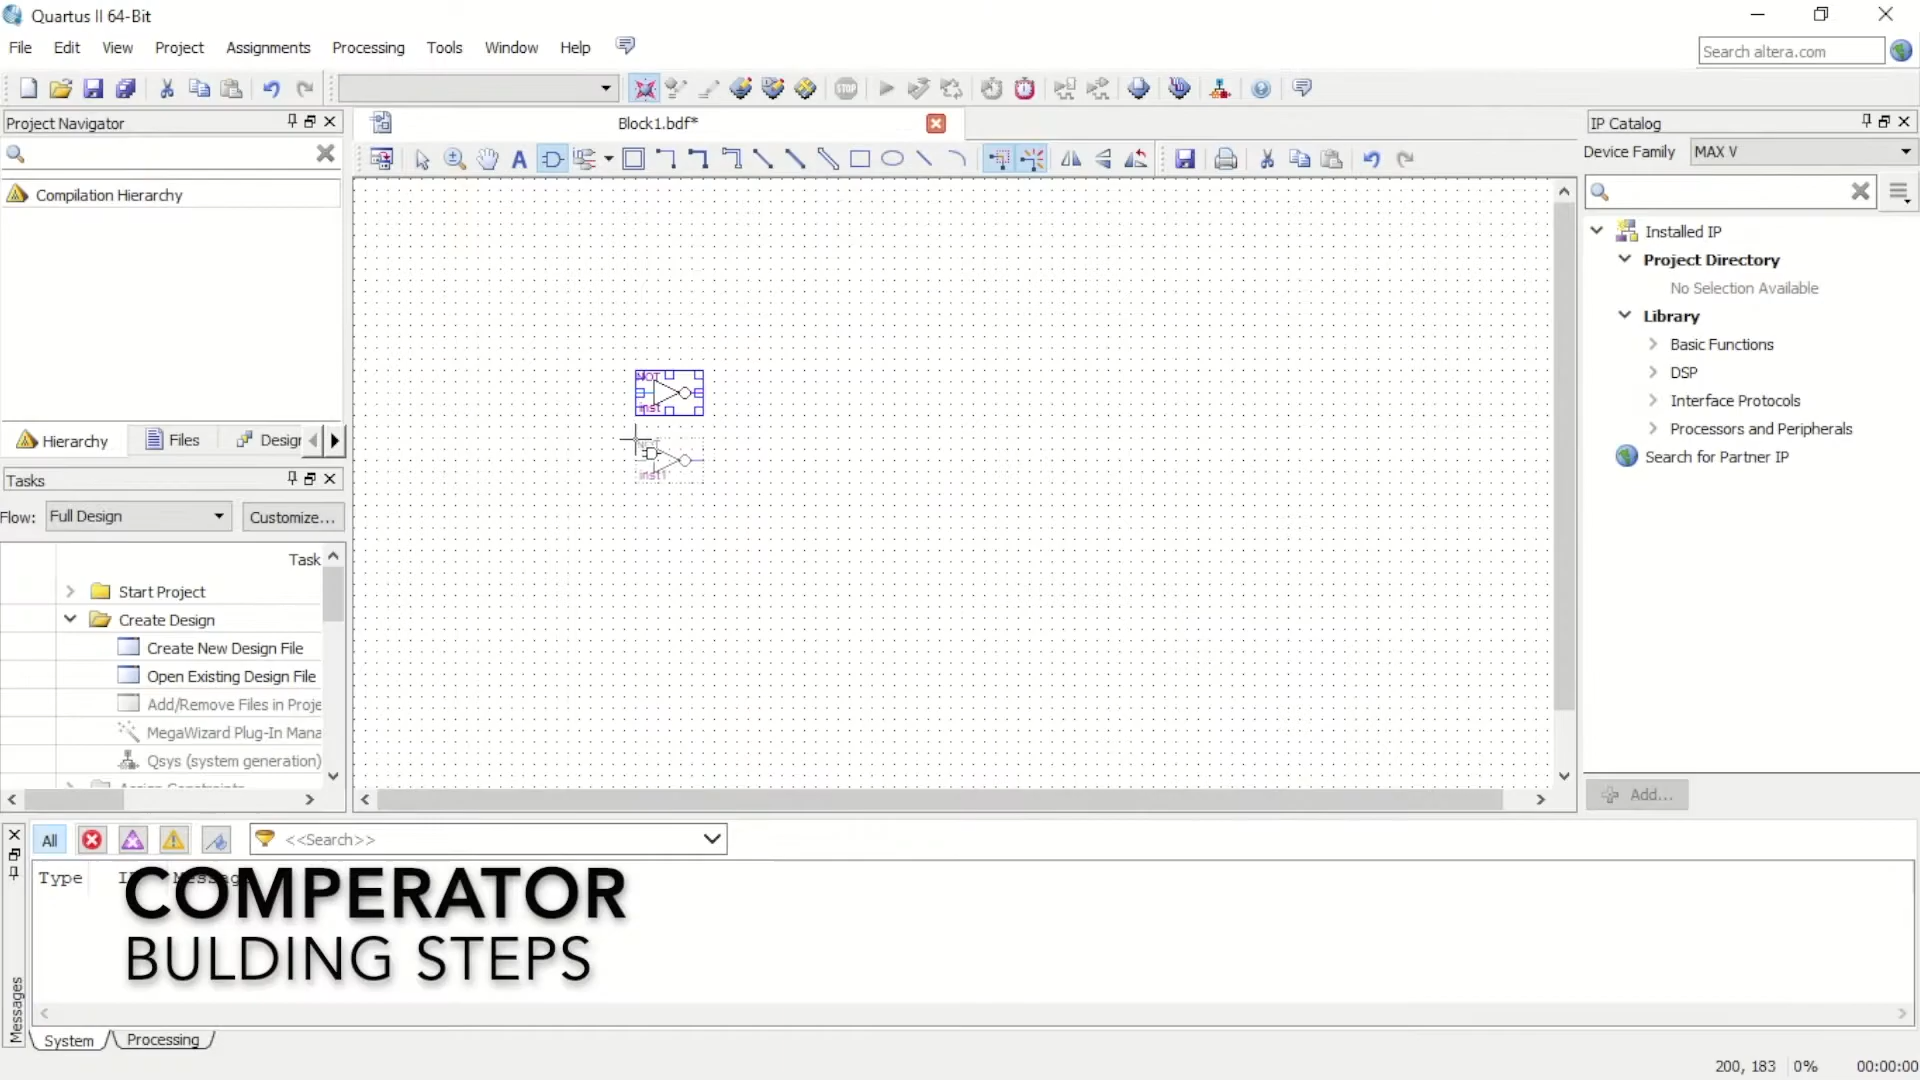 Quartus II 64-Bit
File Edit View Project Assignments Processing Tools Window Help
Search altera.com
STOP
Project Navigator
Block1.bdf*
IP Catalog
Device Family MAX V
Compilation Hierarchy
Installed IP
Project Directory
No Selection Available
Library
Basic Functions
DSP
Interface Protocols
Processors and Peripherals
Search for Partner IP
NOT
inst
inst1
Hierarchy Files Design
Tasks
Flow: Full Design Customize...
Task
Start Project
Create Design
Create New Design File
Open Existing Design File
Add/Remove Files in Proje
MegaWizard Plug-In Mana
Qsys (system generation)
Add...
All <<Search>>
Type
COMPERATOR
BULDING STEPS
Messages
System Processing
200, 183 0% 00:00:00